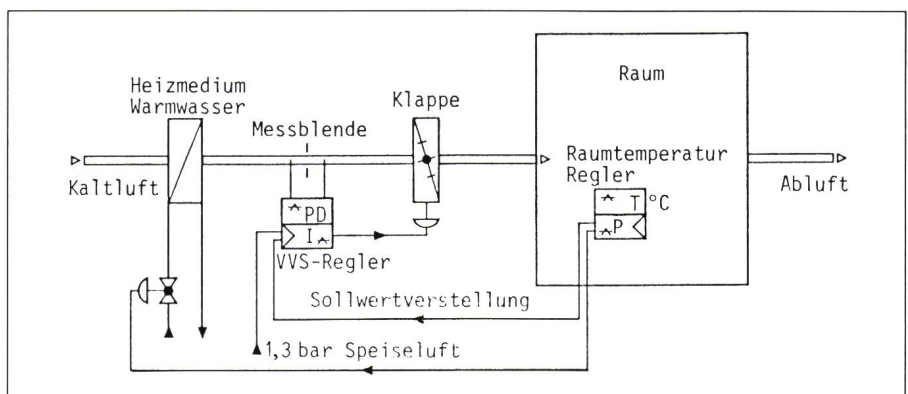 Heizmedium
Warmwasser
Messblende
Klappe
Raum
Kaltluft
Raumtemperatur
Regler
Abluft
PD
I
T °C
P
VVS-Regler
Sollwertverstellung
1,3 bar Speiseluft